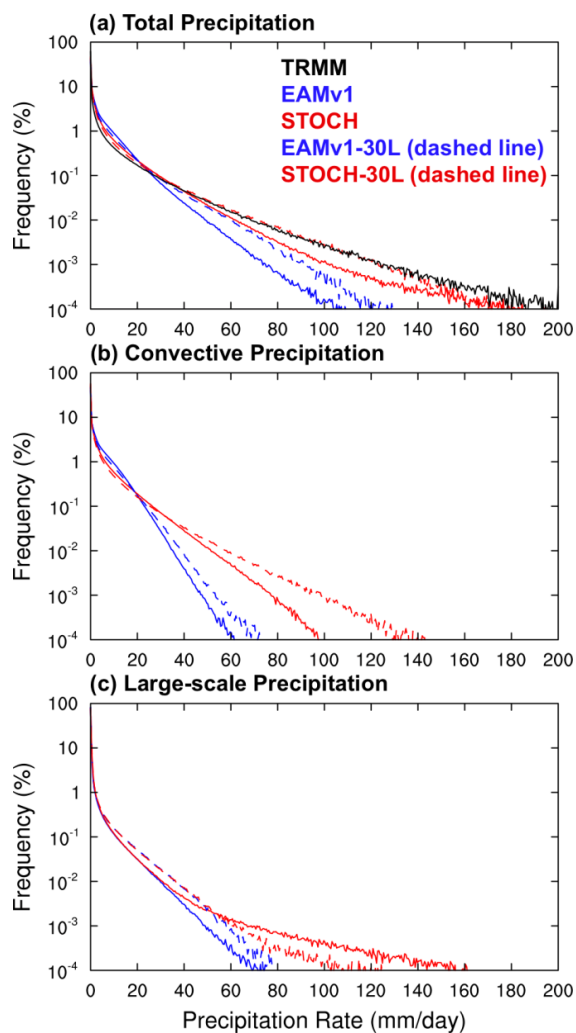 (a) Total Precipitation
100
10
1
10-1
10-2
10-3
10-4
Frequency (%)
TRMM
EAMv1
STOCH
EAMv1-30L (dashed line)
STOCH-30L (dashed line)
0 20 40 60 80 100 120 140 160 180 200
(b) Convective Precipitation
100
10
1
10-1
10-2
10-3
10-4
Frequency (%)
0 20 40 60 80 100 120 140 160 180 200
(c) Large-scale Precipitation
100
10
1
10-1
10-2
10-3
10-4
Frequency (%)
0 20 40 60 80 100 120 140 160 180 200
Precipitation Rate (mm/day)